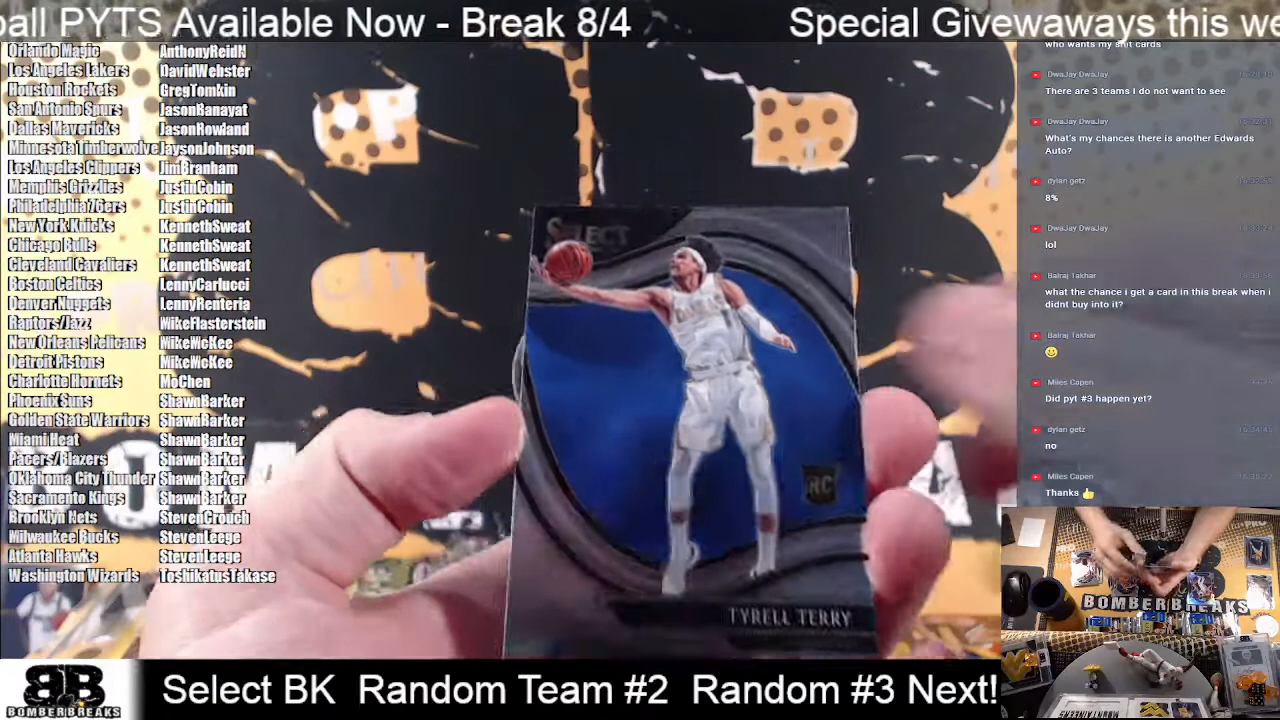 ball PYTS Available Now - Break 8/4
Special Givewaways this we
Orlando Magic AnthonyReidN
Los Angeles Lakers DavidWebster
Houston Rockets GregTomkin
San Antonio Spurs JasonBanayat
Dallas Mavericks JasonRowland
Minnesota Timberwolve JaysonJohnson
Los Angeles Clippers JimBranham
Memphis Grizzlies JustinCobin
Philadelphia 76ers JustinCobin
New York Knicks KennethSweat
Chicago Bulls KennethSweat
Cleveland Cavaliers KennethSweat
Boston Celtics LennyCarlucci
Denver Nuggets LennyRenteria
Raptors/Jazz MikeFlasterstein
New Orleans Pelicans MikeMcKee
Detroit Pistons MikeMcKee
Charlotte Hornets MoChen
Phoenix Suns ShawnBarker
Golden State Warriors ShawnBarker
Miami Heat ShawnBarker
Pacers/Blazers ShawnBarker
Oklahoma City Thunder ShawnBarker
Sacramento Kings ShawnBarker
Brooklyn Nets StevenCrouch
Milwaukee Bucks StevenLeege
Atlanta Hawks StevenLeege
Washington Wizards ToshikatusTakase
SELECT
RC
TYRELL TERRY
who wants my shit cards
DwaJay DwaJay
There are 3 teams I do not want to see
DwaJay DwaJay
What's my chances there is another Edwards
Auto?
dylan getz
8%
DwaJay DwaJay
lol
Balraj Takhar
what the chance i get a card in this break when i
didnt buy into it?
Balraj Takhar
Miles Capen
Did pyt #3 happen yet?
dylan getz
no
Miles Capen
Thanks 👍
BOMBERBREAKS
BB
BOMBERBREAKS
Select BK Random Team #2 Random #3 Next!